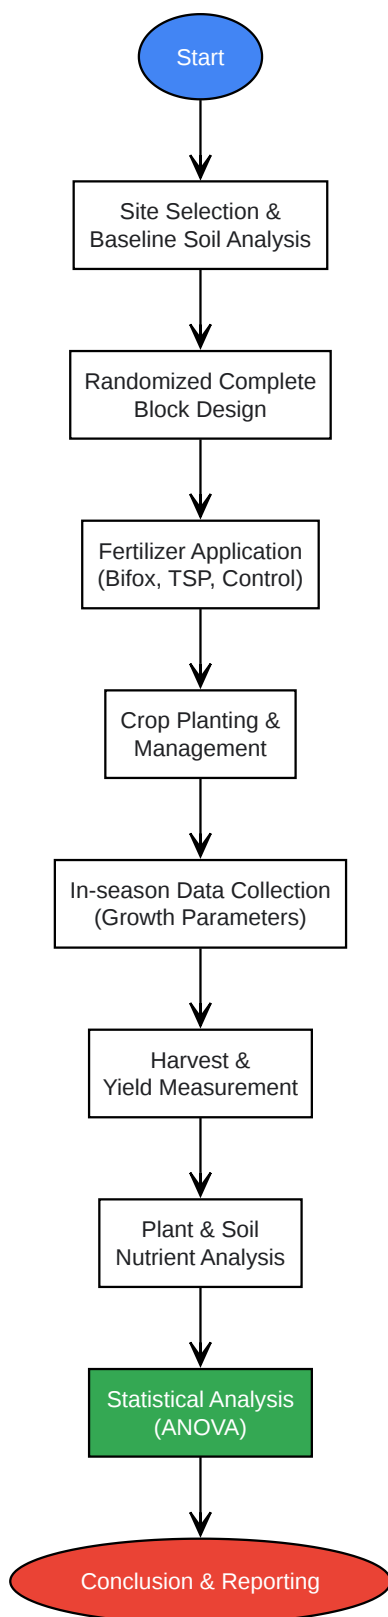 Start
Site Selection &
Baseline Soil Analysis
Randomized Complete
Block Design
Fertilizer Application
(Bifox, TSP, Control)
Crop Planting &
Management
In-season Data Collection
(Growth Parameters)
Harvest &
Yield Measurement
Plant & Soil
Nutrient Analysis
Statistical Analysis
(ANOVA)
Conclusion & Reporting